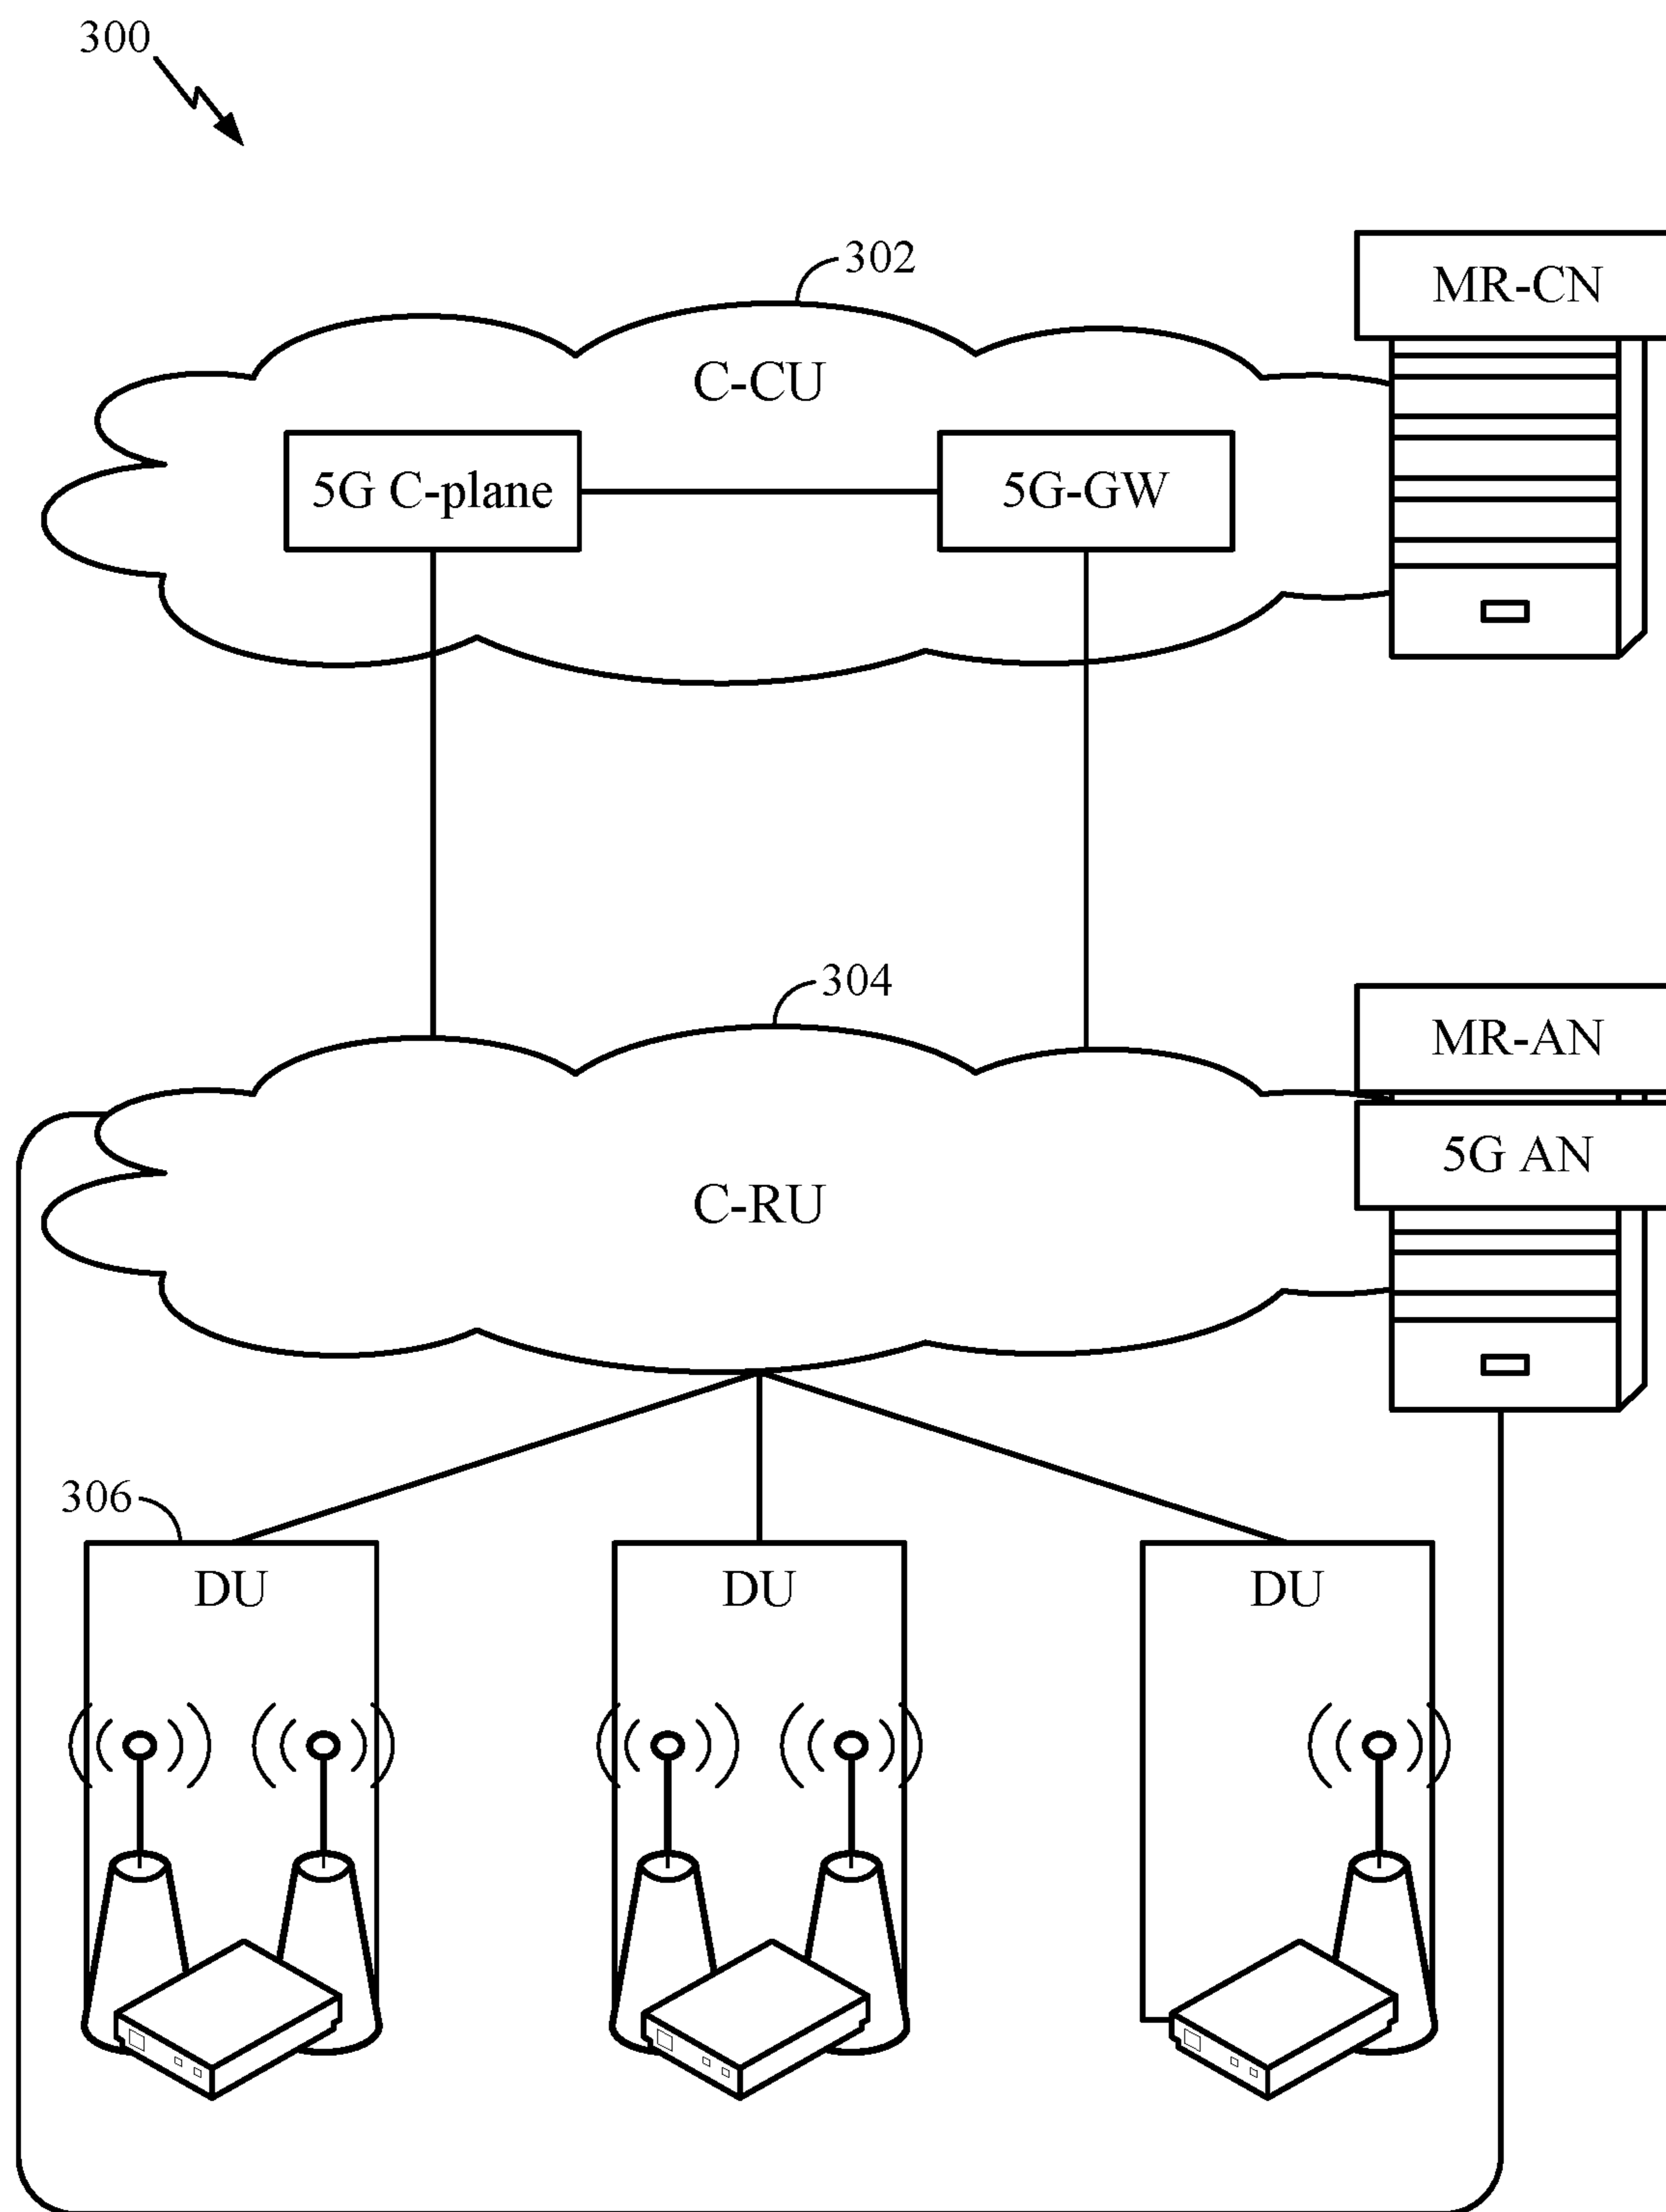 300
302
MR-CN
C-CU
5G C-plane
5G-GW
304
MR-AN
5G AN
C-RU
306
DU
DU
DU